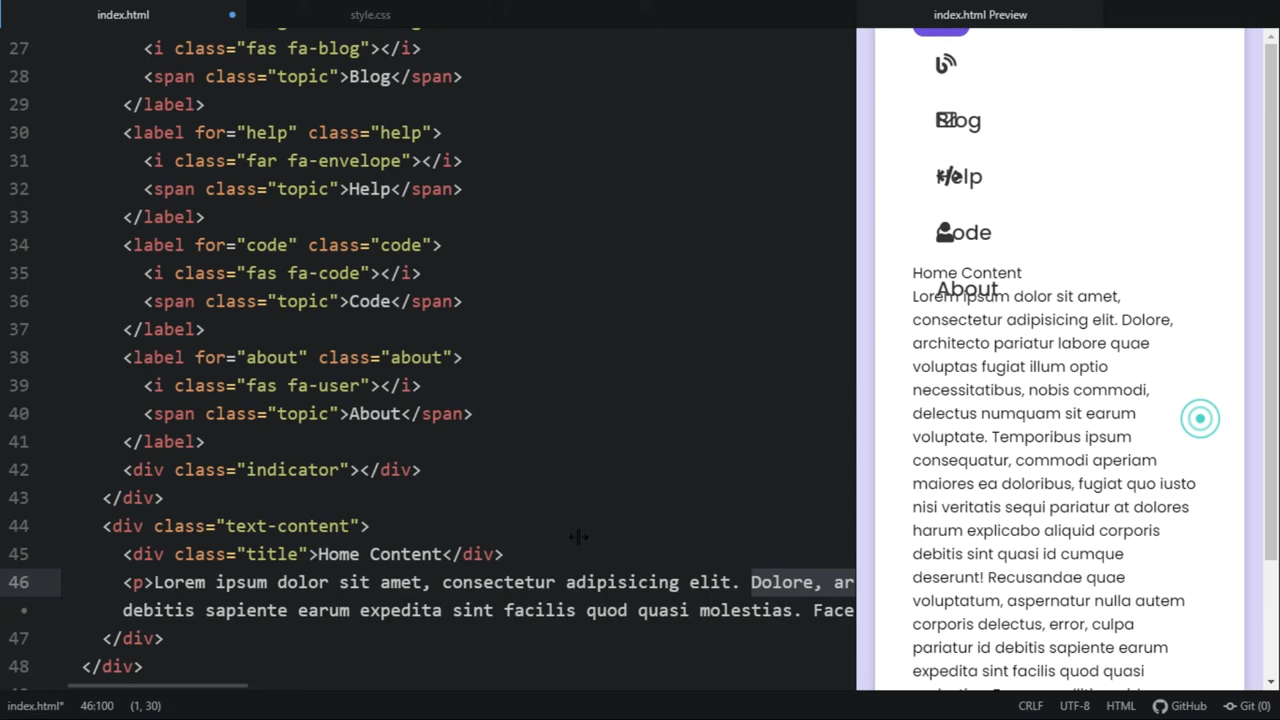 index.html
style.css
index.html Preview
27 <i class="fas fa-blog"></i>
28 <span class="topic">Blog</span>
29 </label>
30 <label for="help" class="help">
31 <i class="far fa-envelope"></i>
32 <span class="topic">Help</span>
33 </label>
34 <label for="code" class="code">
35 <i class="fas fa-code"></i>
36 <span class="topic">Code</span>
37 </label>
38 <label for="about" class="about">
39 <i class="fas fa-user"></i>
40 <span class="topic">About</span>
41 </label>
42 <div class="indicator"></div>
43 </div>
44 <div class="text-content">
45 <div class="title">Home Content</div>
46 <p>Lorem ipsum dolor sit amet, consectetur adipisicing elit. Dolore, ar
debitis sapiente earum expedita sint facilis quod quasi molestias. Face
47 </div>
48 </div>
Blog
Help
Code
Home Content
About
Lorem ipsum dolor sit amet,
consectetur adipisicing elit. Dolore,
architecto pariatur labore quae
voluptas fugiat illum optio
necessitatibus, nobis commodi,
delectus numquam sit earum
voluptate. Temporibus ipsum
consequatur, commodi aperiam
maiores ea doloribus, fugiat quo iusto
nisi veritatis sequi pariatur at dolores
harum explicabo aliquid corporis
debitis sint quasi id cumque
deserunt! Recusandae quae
voluptatum, aspernatur nulla autem
corporis delectus, error, culpa
pariatur id debitis sapiente earum
expedita sint facilis quod quasi
index.html* 46:100 (1, 30)
CRLF UTF-8 HTML GitHub Git (0)